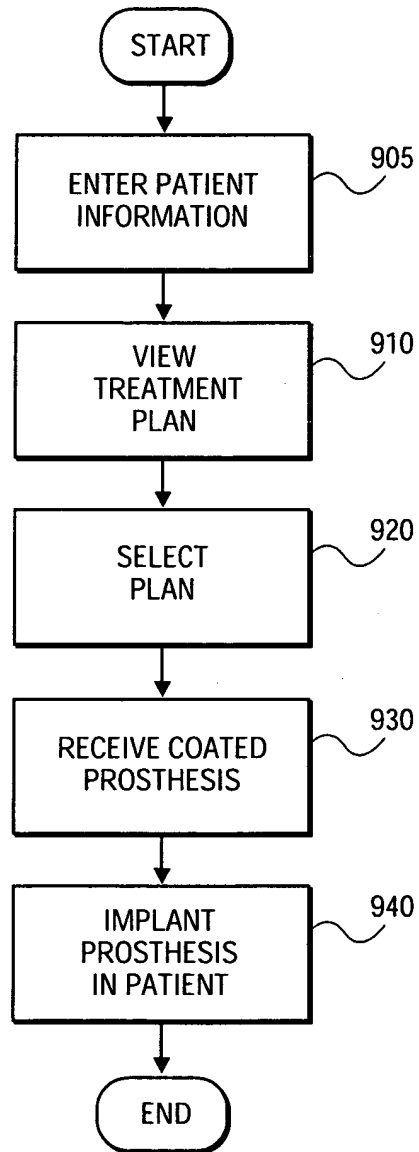 START
ENTER PATIENT
INFORMATION
905
VIEW
TREATMENT
PLAN
910
SELECT
PLAN
920
RECEIVE COATED
PROSTHESIS
930
IMPLANT
PROSTHESIS
IN PATIENT
940
END